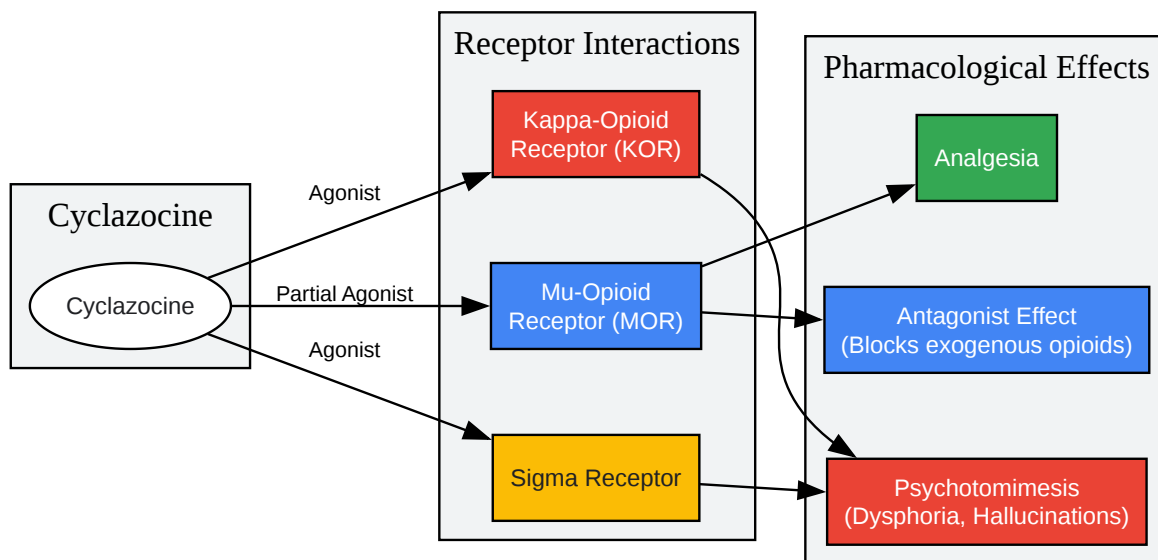 Cyclazocine
Cyclazocine
Agonist
Partial Agonist
Agonist
Receptor Interactions
Kappa-Opioid
Receptor (KOR)
Mu-Opioid
Receptor (MOR)
Sigma Receptor
Pharmacological Effects
Analgesia
Antagonist Effect
(Blocks exogenous opioids)
Psychotomimesis
(Dysphoria, Hallucinations)